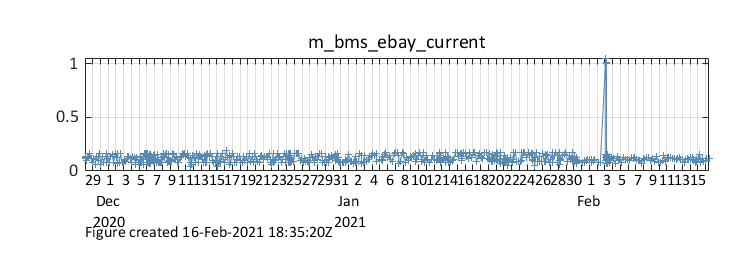 m_bms_ebay_current
1
0.5
0
29 1 3 5 7 9 11 13 15 17 19 21 23 25 27 29 31 2 4 6 8 10 12 14 16 18 20 22 24 26 28 30 1 3 5 7 9 11 13 15
Dec Jan Feb
2020 2021
Figure created 16-Feb-2021 18:35:20Z